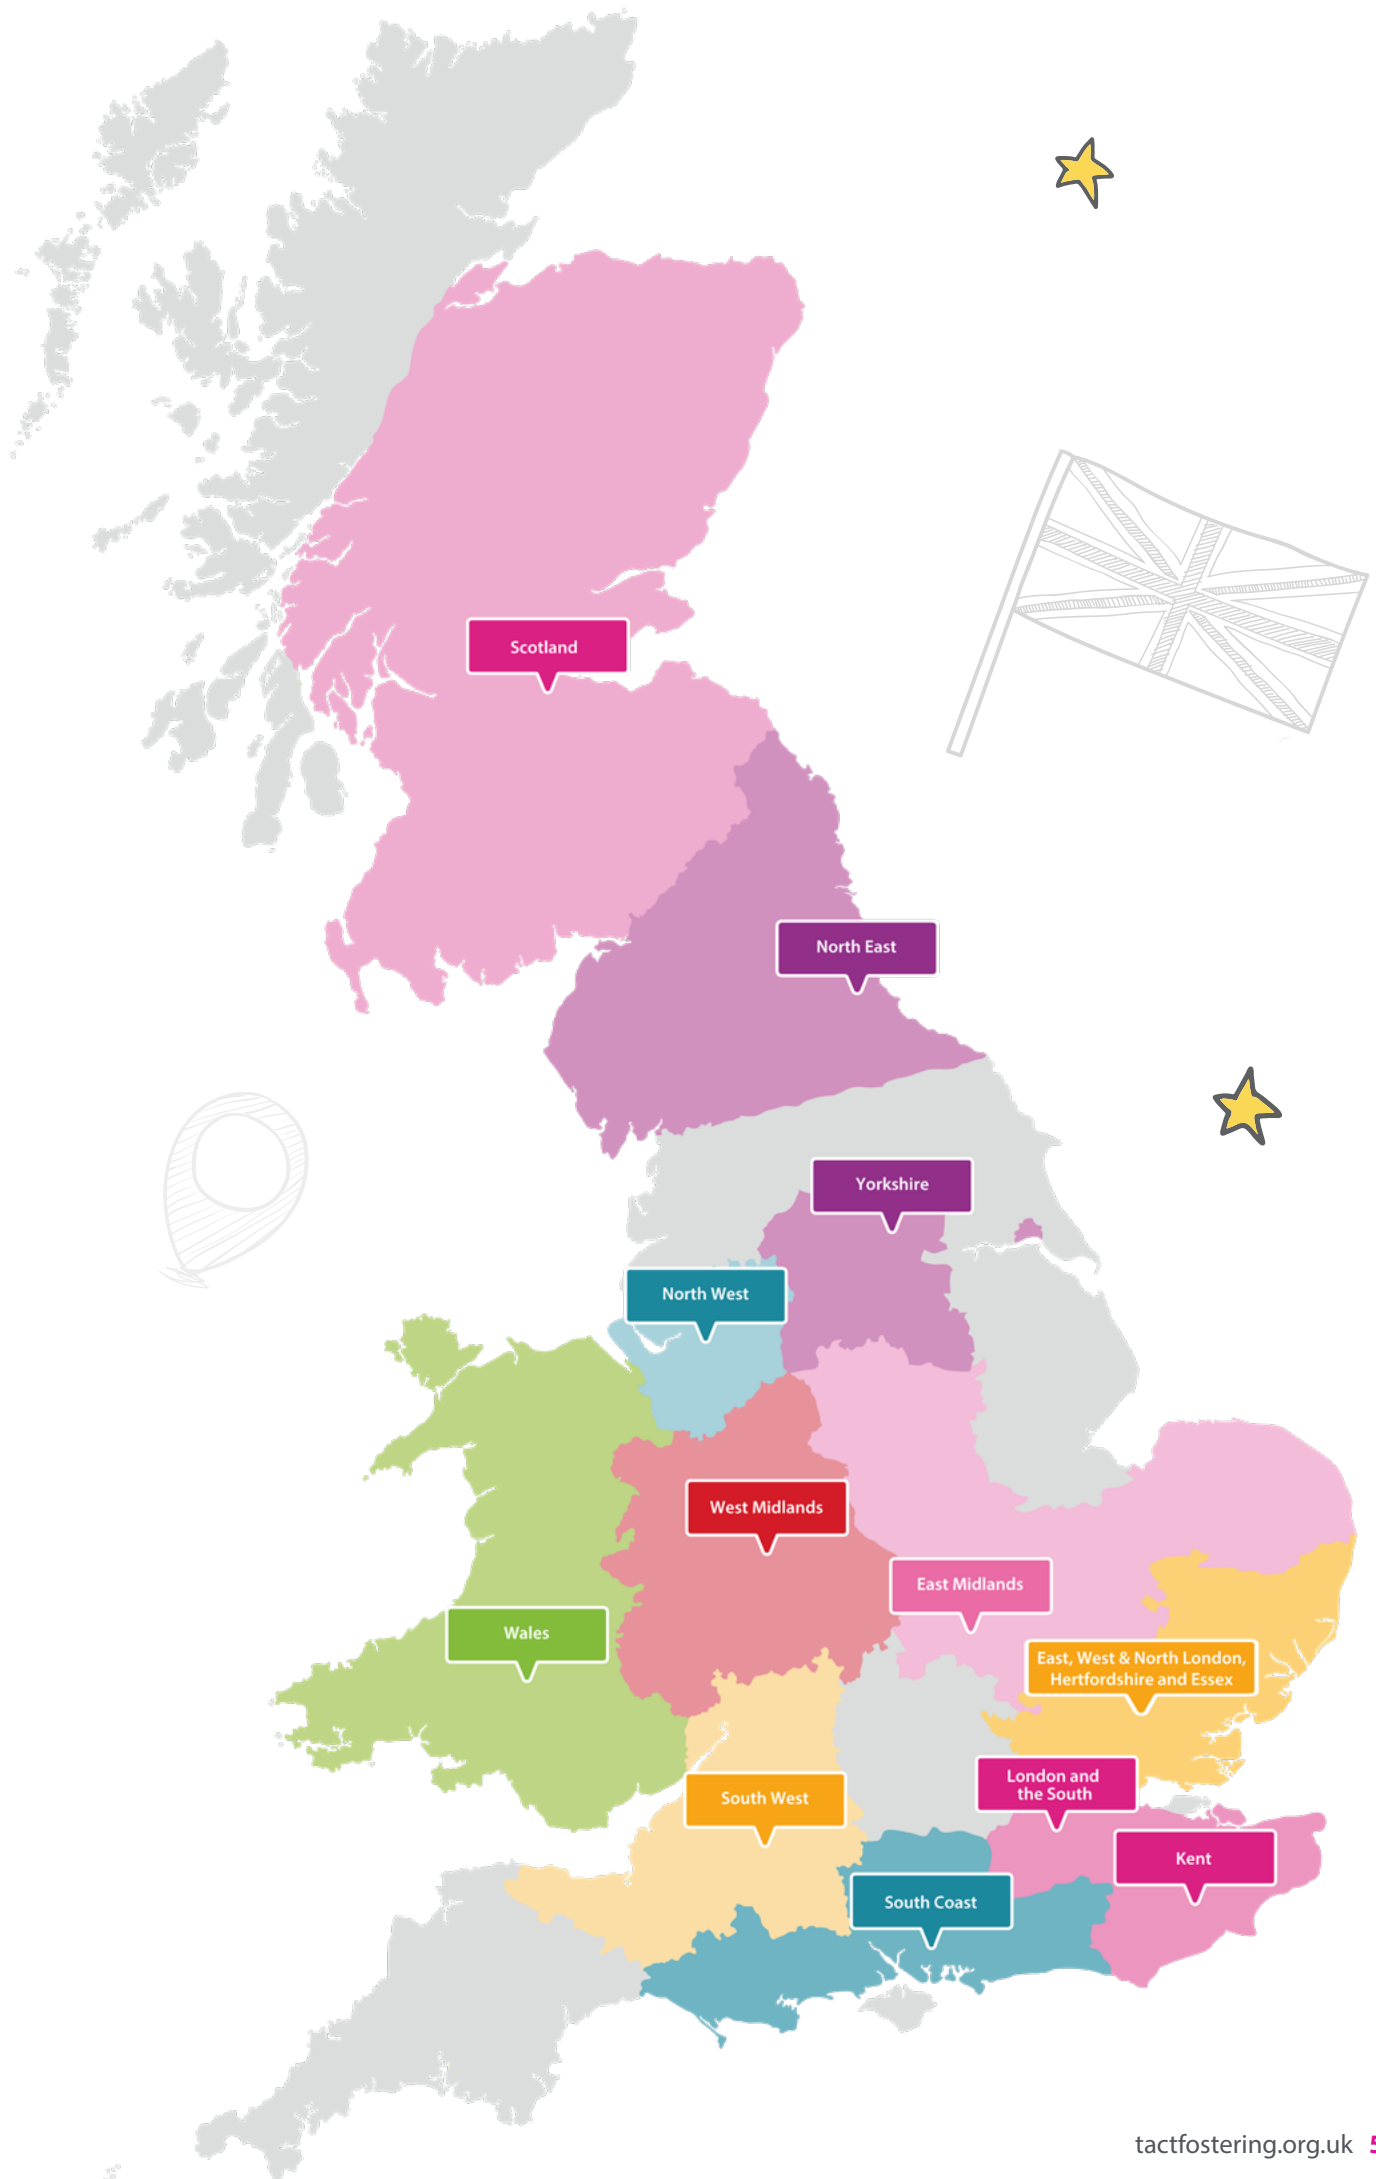 Scotland
North East
Yorkshire
North West
West Midlands
East Midlands
Wales
East, West & North London,
Hertfordshire and Essex
London and
the South
South West
Kent
South Coast
tactfostering.org.uk 5